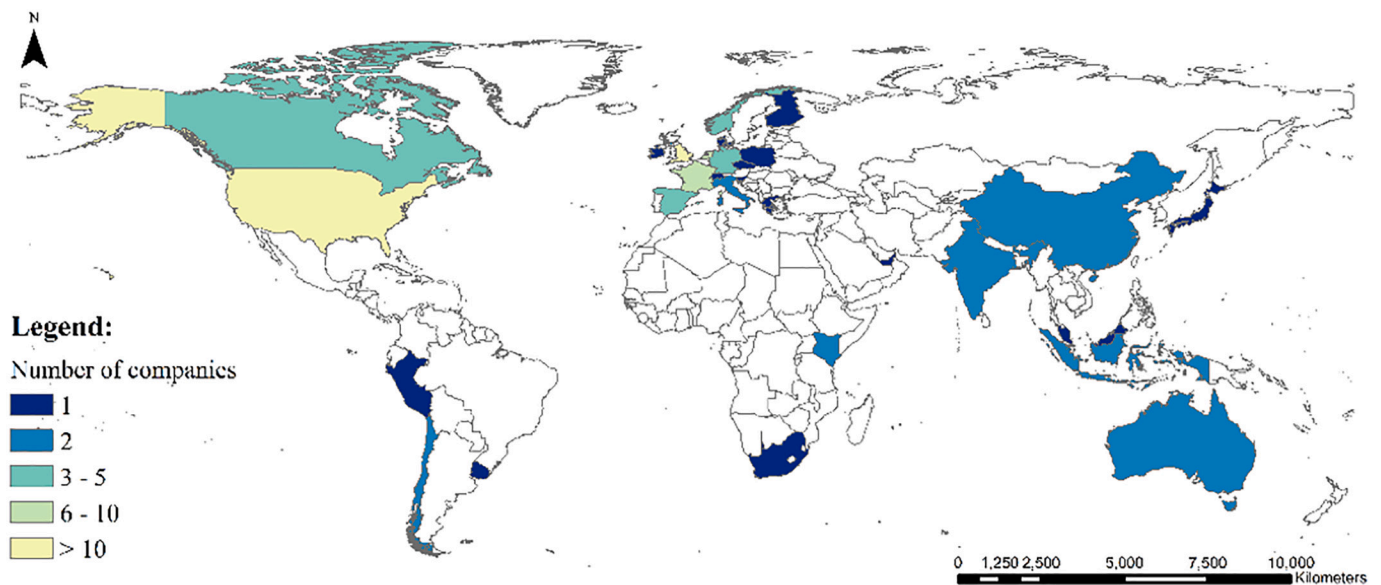 N
Legend:
Number of companies
1
2
3 - 5
6 - 10
> 10
0 1,250 2,500 5,000 7,500 10,000
Kilometers